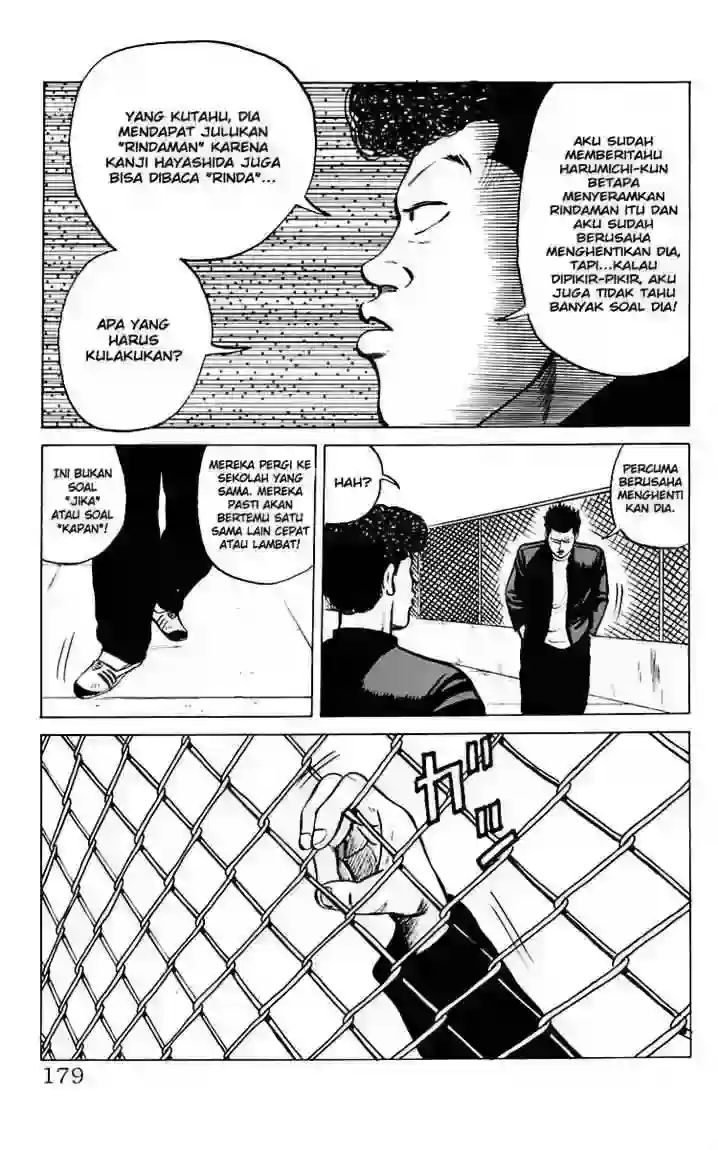 AKU SUDAH
MEMBERITAHU
HARUMICHI-KUN
BETAPA
MENYERAMKAN
RINDAMAN ITU DAN
AKU SUDAH
BERUSAHA
MENGHENTIKAN DIA,
TAPI...KALAU
DIPIKIR-PIKIR, AKU
JUGA TIDAK TAHU
BANYAK SOAL DIA!
YANG KUTAHU, DIA
MENDAPAT JULUKAN
"RINDAMAN" KARENA
KANJI HAYASHIDA JUGA
BISA DIBACA "RINDA"...
APA YANG
HARUS
KULAKUKAN?
PERCUMA
BERUSAHA
MENGHENTI
KAN DIA.
HAH?
MEREKA PERGI KE
SEKOLAH YANG
SAMA. MEREKA
PASTI AKAN
BERTEMU SATU
SAMA LAIN CEPAT
ATAU LAMBAT!
INI BUKAN
SOAL
"JIKA"
ATAU SOAL
"KAPAN"!
ガシッ
179